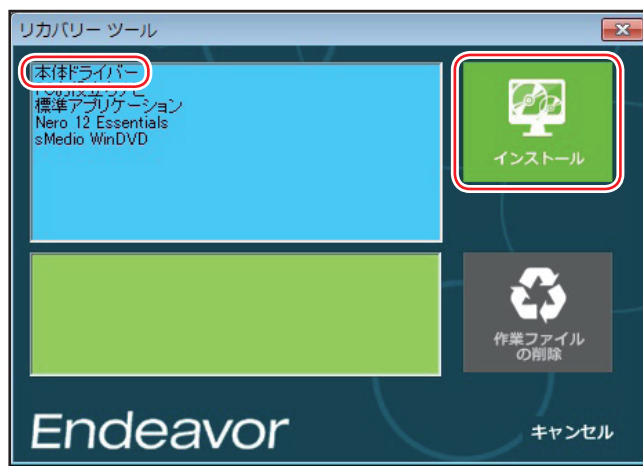 リカバリー ツール
本体ドライバー
標準アプリケーション
Nero 12 Essentials
sMedio WinDVD
インストール
作業ファイル
の削除
Endeavor
キャンセル